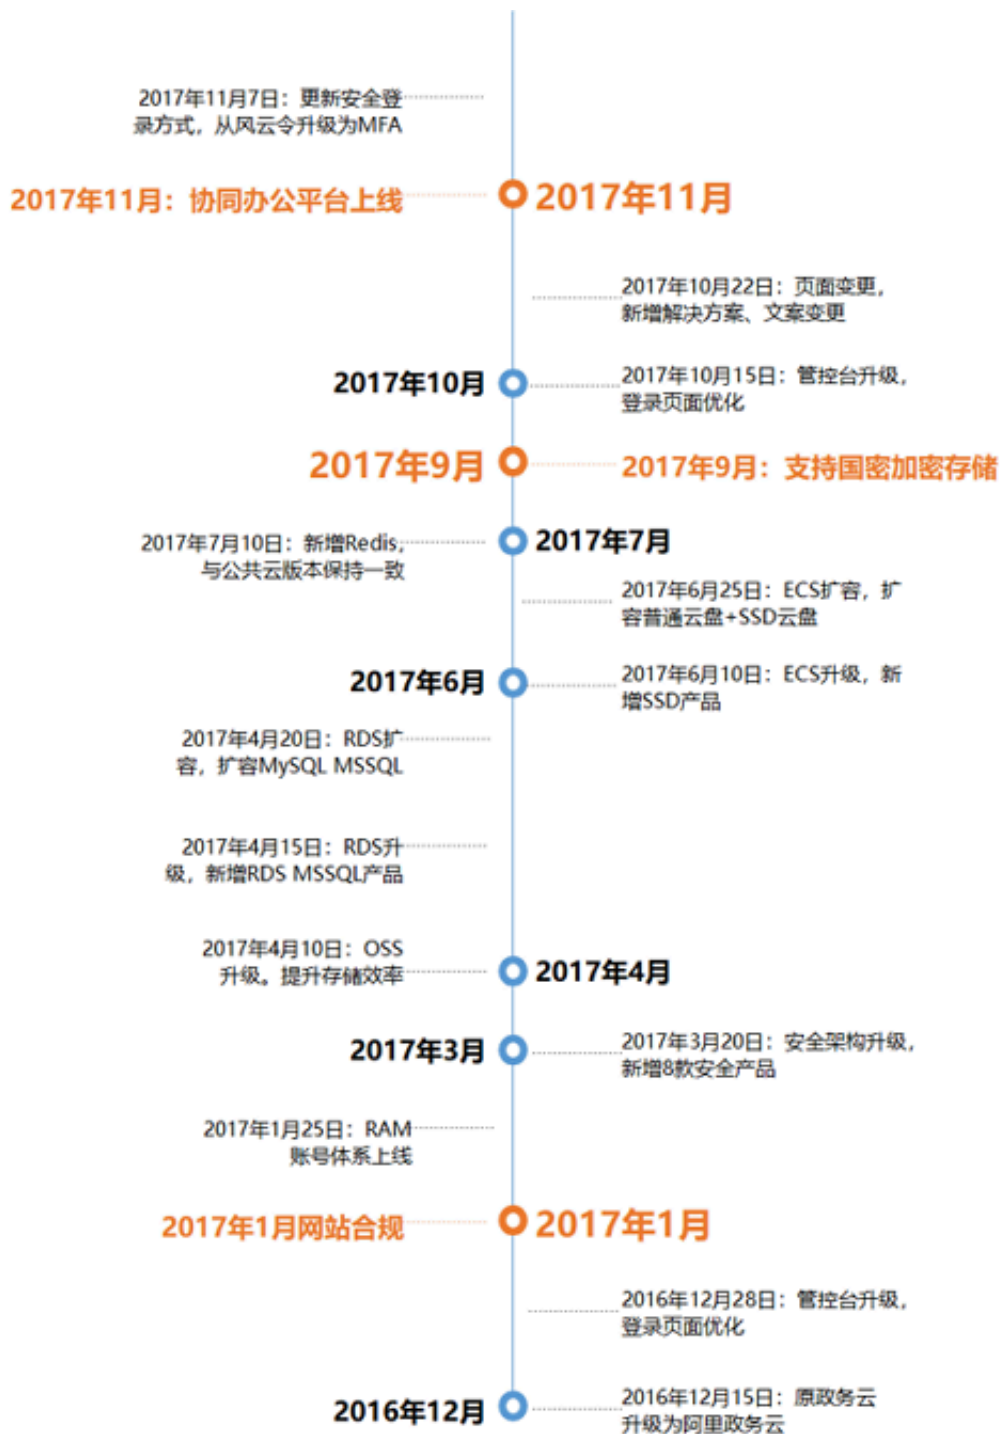 2017年11月7日：更新安全登
录方式，从风云令升级为MFA
2017年11月：协同办公平台上线
2017年11月
2017年10月22日：页面变更，
新增解决方案、文案变更
2017年10月
2017年10月15日：管控台升级，
登录页面优化
2017年9月
2017年9月：支持国密加密存储
2017年7月10日：新增Redis，
与公共云版本保持一致
2017年7月
2017年6月25日：ECS扩容，扩
容普通云盘+SSD云盘
2017年6月
2017年6月10日：ECS升级，新
增SSD产品
2017年4月20日：RDS扩
容，扩容MySQL MSSQL
2017年4月15日：RDS升
级，新增RDS MSSQL产品
2017年4月10日：OSS
升级。提升存储效率
2017年4月
2017年3月
2017年3月20日：安全架构升级，
新增8款安全产品
2017年1月25日：RAM
账号体系上线
2017年1月网站合规
2017年1月
2016年12月28日：管控台升级，
登录页面优化
2016年12月
2016年12月15日：原政务云
升级为阿里政务云